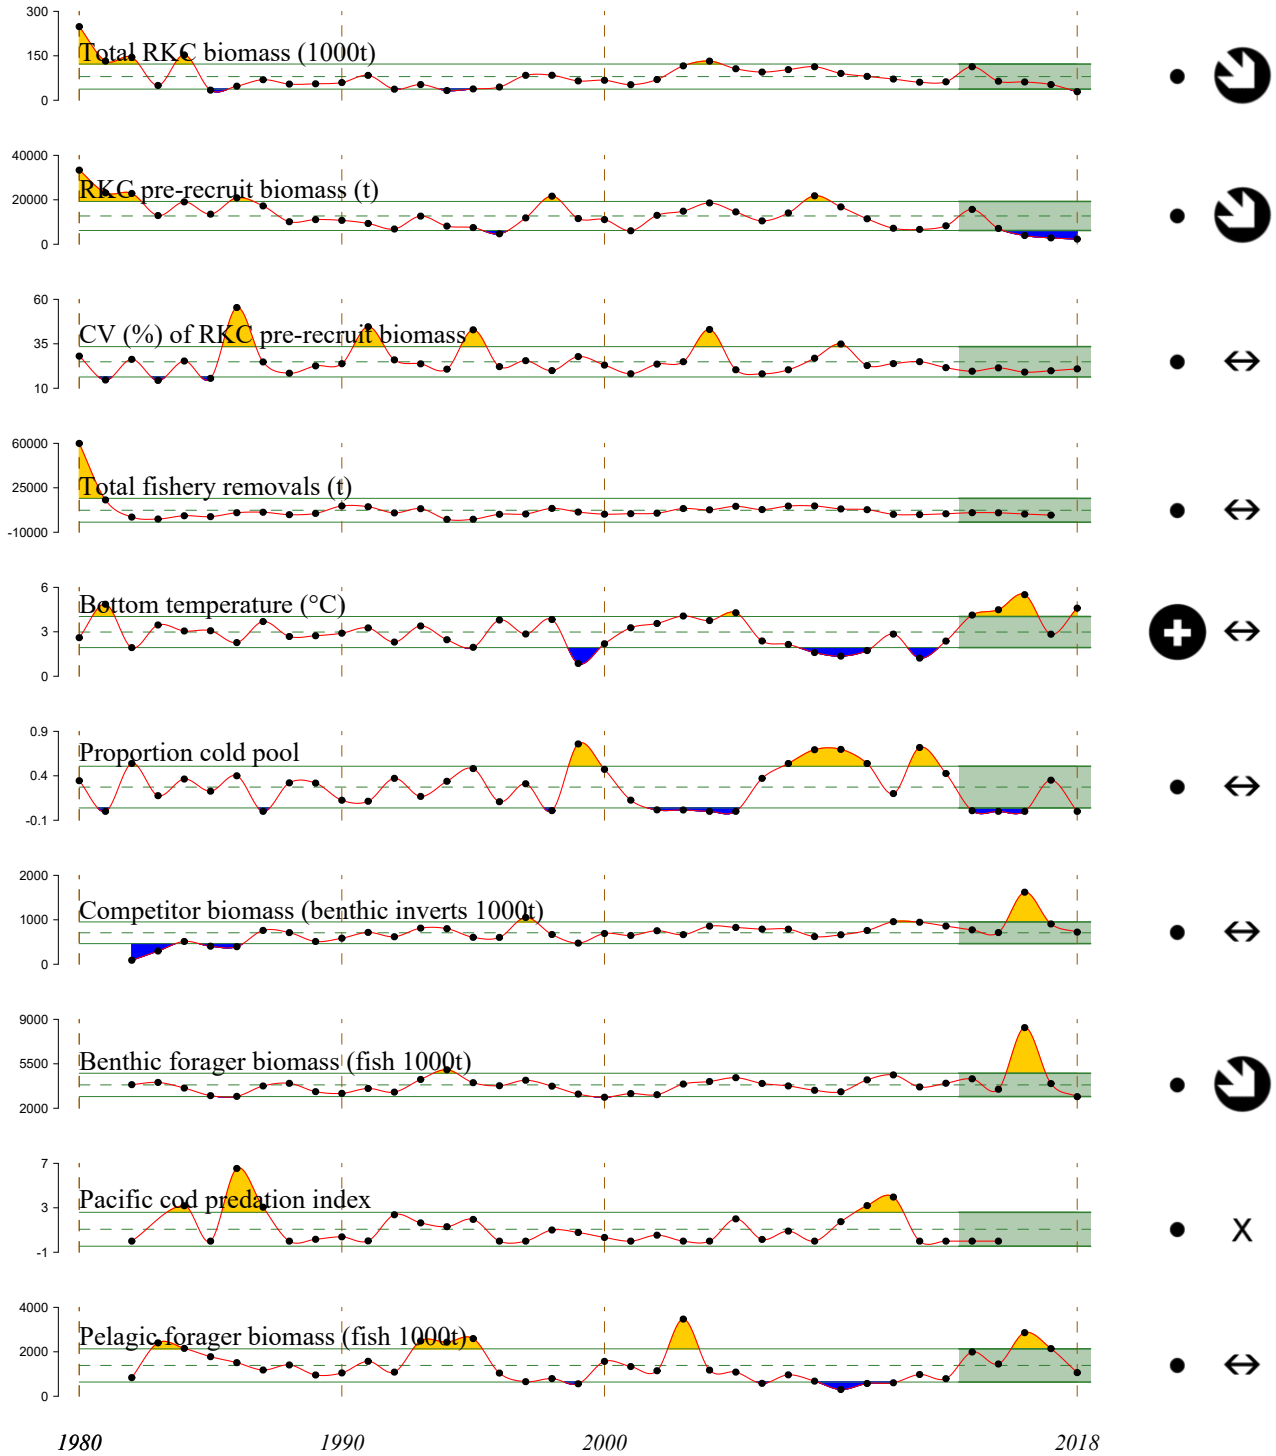 300
150
0
Total RKC biomass (1000t)
40000
20000
0
RKC pre-recruit biomass (t)
60
35
10
CV (%) of RKC pre-recruit biomass
60000
25000
-10000
Total fishery removals (t)
6
3
0
Bottom temperature (°C)
0.9
0.4
-0.1
Proportion cold pool
2000
1000
0
Competitor biomass (benthic inverts 1000t)
9000
5500
2000
Benthic forager biomass (fish 1000t)
7
3
-1
Pacific cod predation index
X
4000
2000
0
Pelagic forager biomass (fish 1000t)
1980 1990 2000 2018